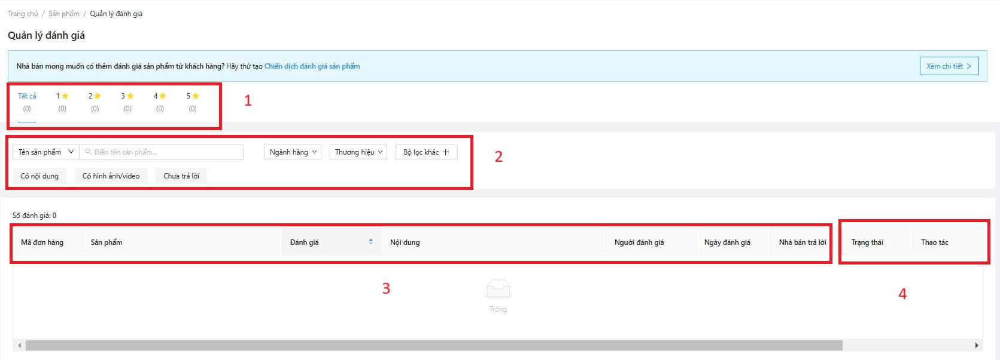 Trang chủ / Sản phẩm / Quản lý đánh giá
Quản lý đánh giá
Nhà bán mong muốn có thêm đánh giá sản phẩm từ khách hàng? Hãy thử tạo Chiến dịch đánh giá sản phẩm
Xem chi tiết >
Tất cả 1 2 3 4 5
(0) (0) (0) (0) (0) (0)
1
Tên sản phẩm Điền tên sản phẩm... Ngành hàng Thương hiệu Bộ lọc khác +
2
Có nội dung Có hình ảnh/video Chưa trả lời
Số đánh giá: 0
Mã đơn hàng Sản phẩm Đánh giá Nội dung Người đánh giá Ngày đánh giá Nhà bán trả lời Trạng thái Thao tác
3
4
Trống